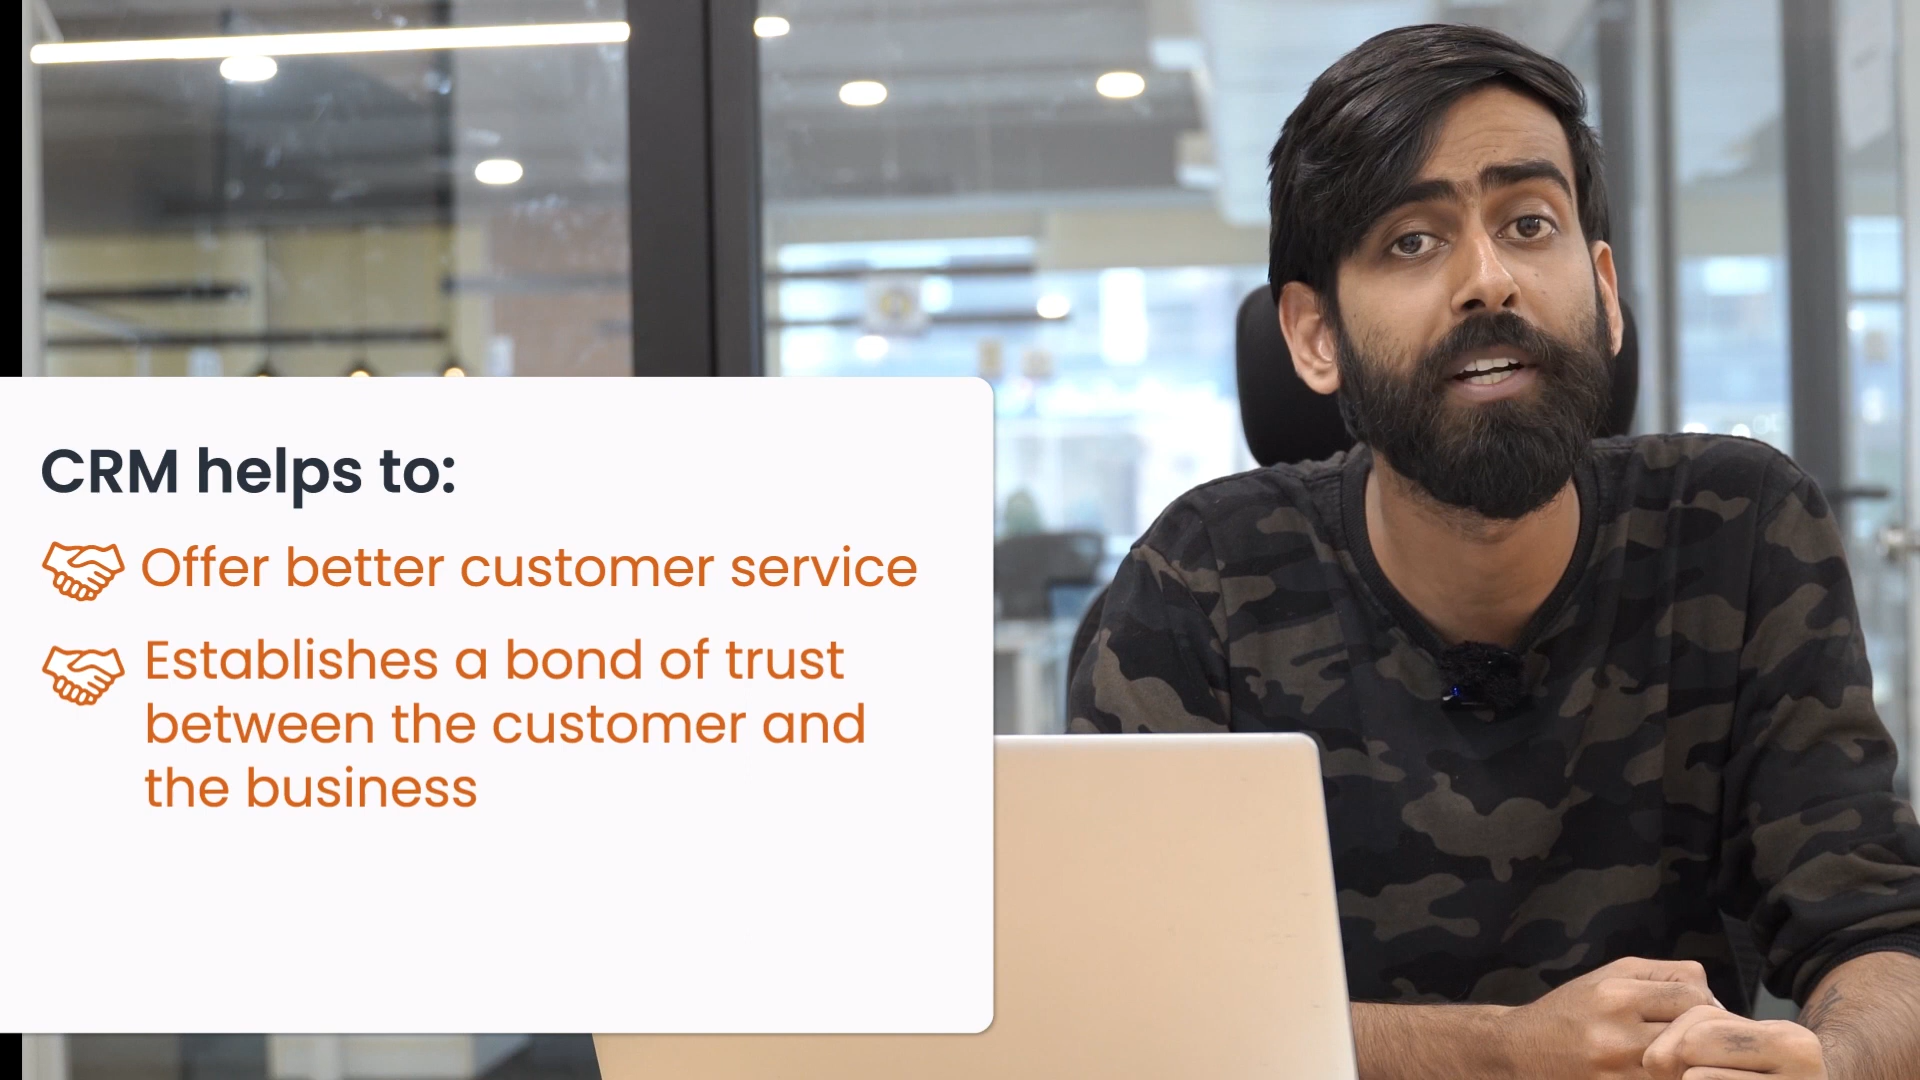 CRM helps to:
Offer better customer service
Establishes a bond of trust
between the customer and
the business